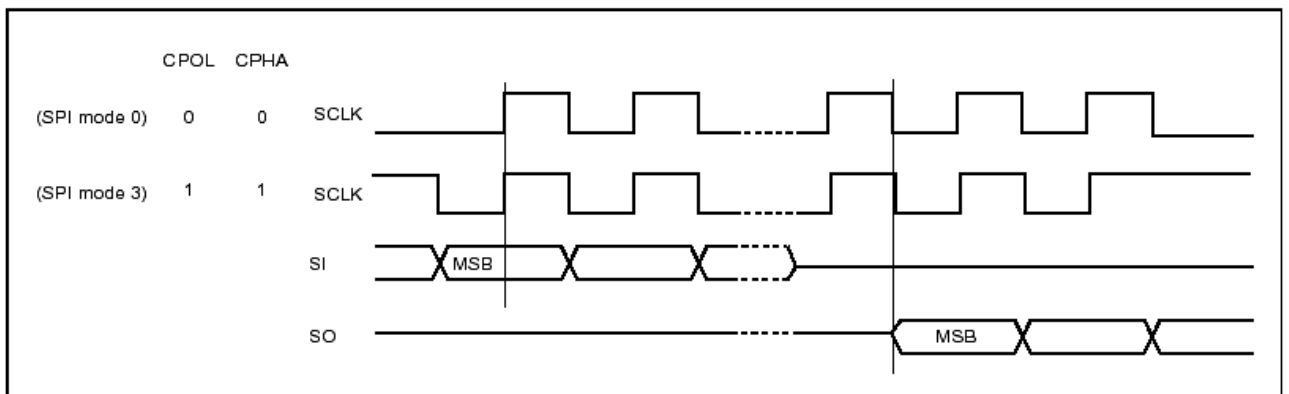 CPOL CPHA
(SPI mode 0) 0 0 SCLK
(SPI mode 3) 1 1 SCLK
SI MSB
SO MSB